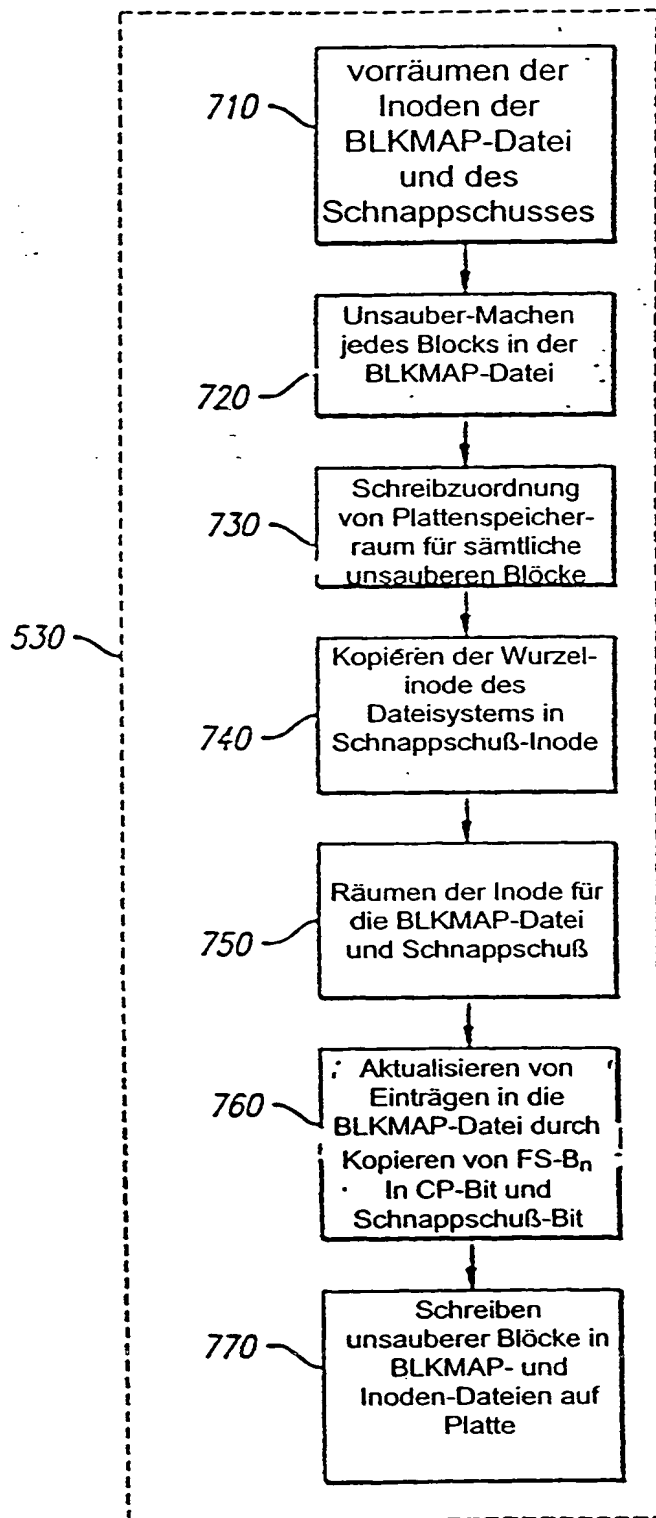 710
vorräumen der
Inoden der
BLKMAP-Datei
und des
Schnappschusses
720
Unsauber-Machen
jedes Blocks in der
BLKMAP-Datei
730
Schreibzuordnung
von Plattenspeicher-
raum für sämtliche
unsauberen Blöcke
530
740
Kopieren der Wurzel-
inode des
Dateisystems in
Schnappschuß-Inode
750
Räumen der Inode für
die BLKMAP-Datei
und Schnappschuß
760
Aktualisieren von
Einträgen in die
BLKMAP-Datei durch
Kopieren von FS-Bn
In CP-Bit und
Schnappschuß-Bit
770
Schreiben
unsauberer Blöcke in
BLKMAP- und
Inoden-Dateien auf
Platte